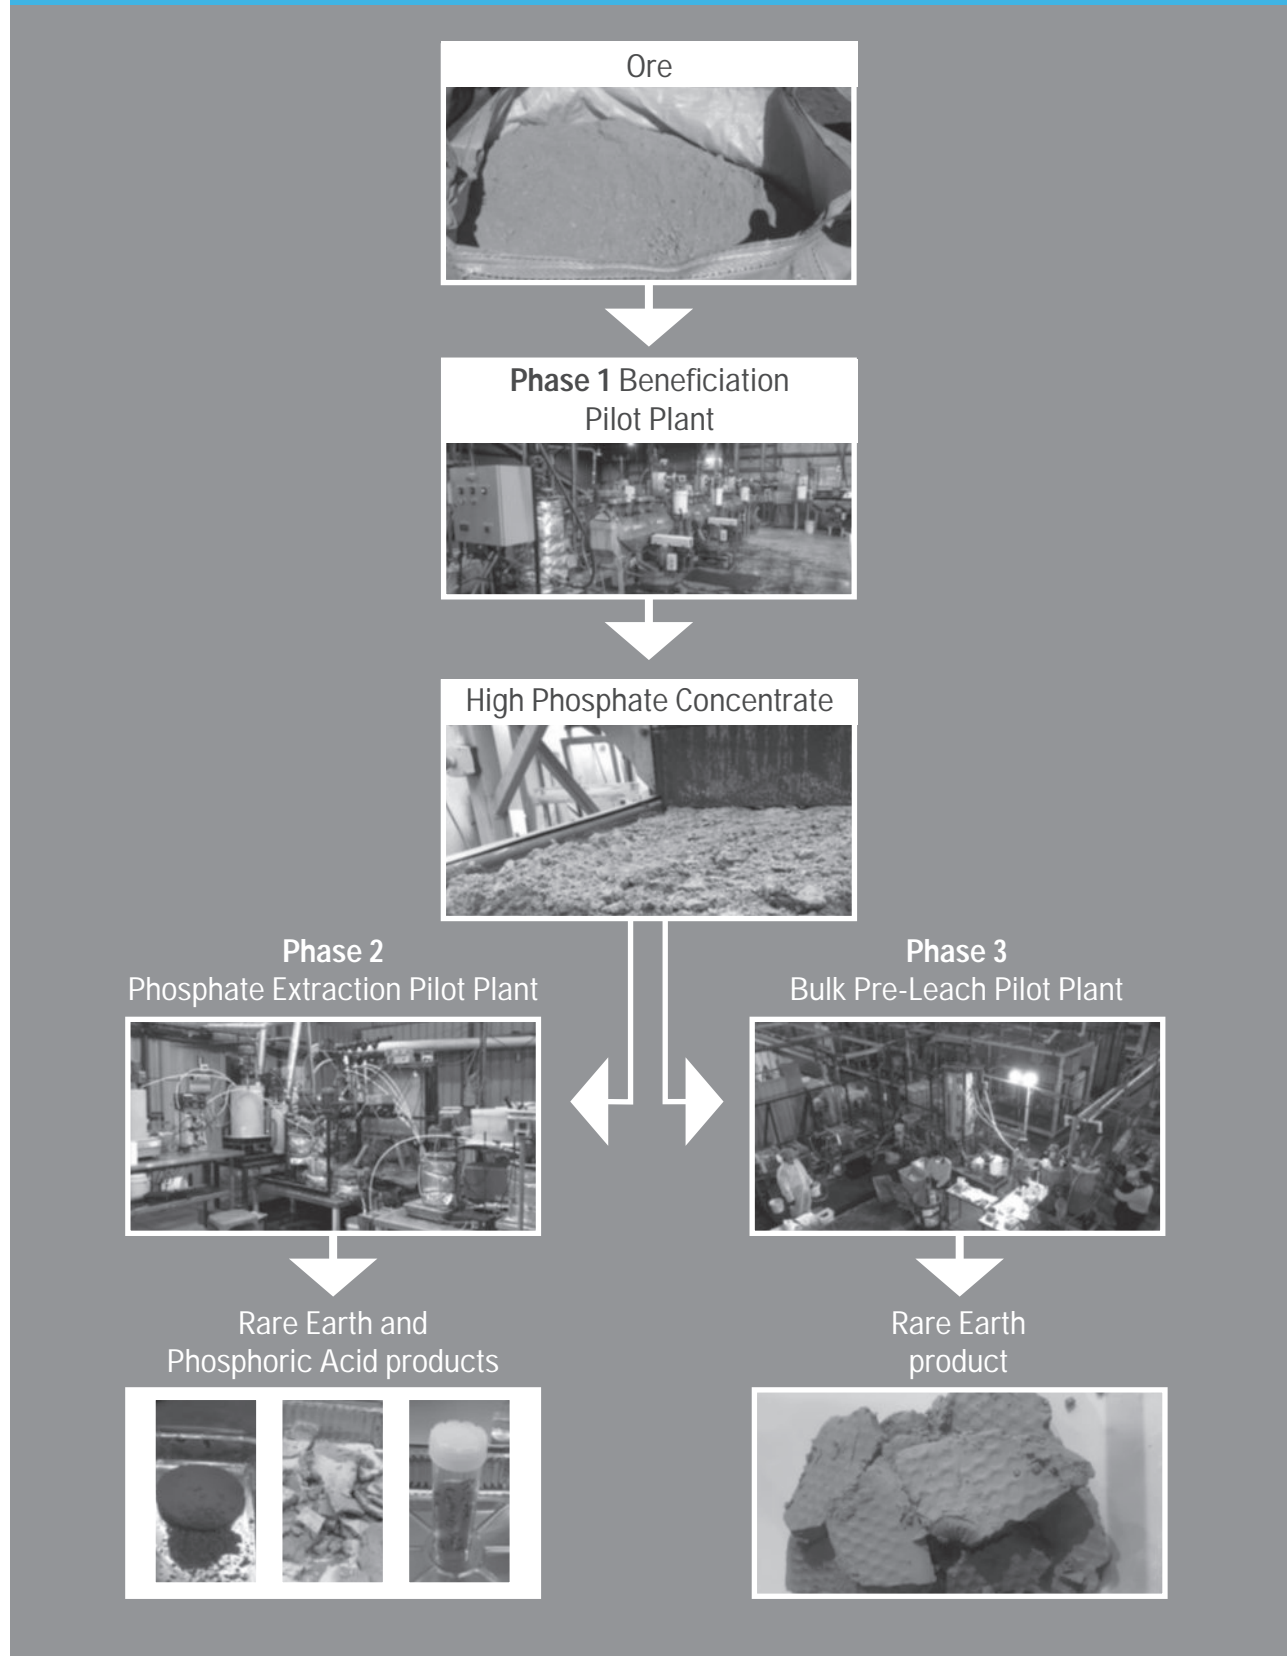 Ore
Phase 1 Beneficiation
Pilot Plant
High Phosphate Concentrate
Phase 2
Phosphate Extraction Pilot Plant
Phase 3
Bulk Pre-Leach Pilot Plant
Rare Earth and
Phosphoric Acid products
Rare Earth
product